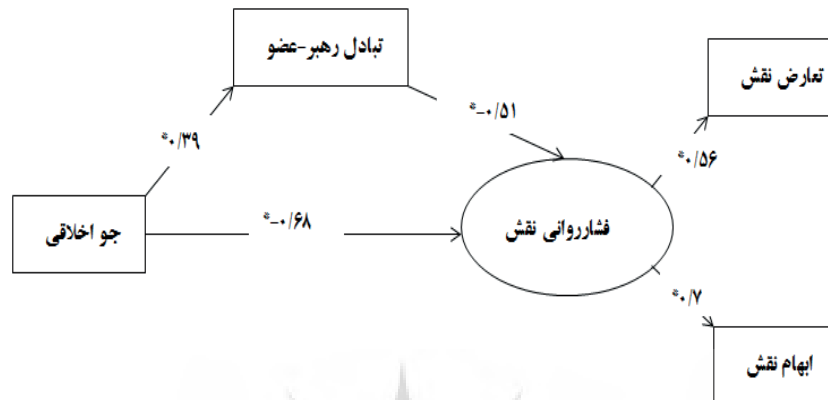 تبادل رهبر-عضو
تعارض نقش
*-۰/۵۱
*۰/۳۹
*۰/۵۶
جو اخلاقی
*-۰/۶۸
فشارروانی نقش
*۰/۷
ابهام نقش